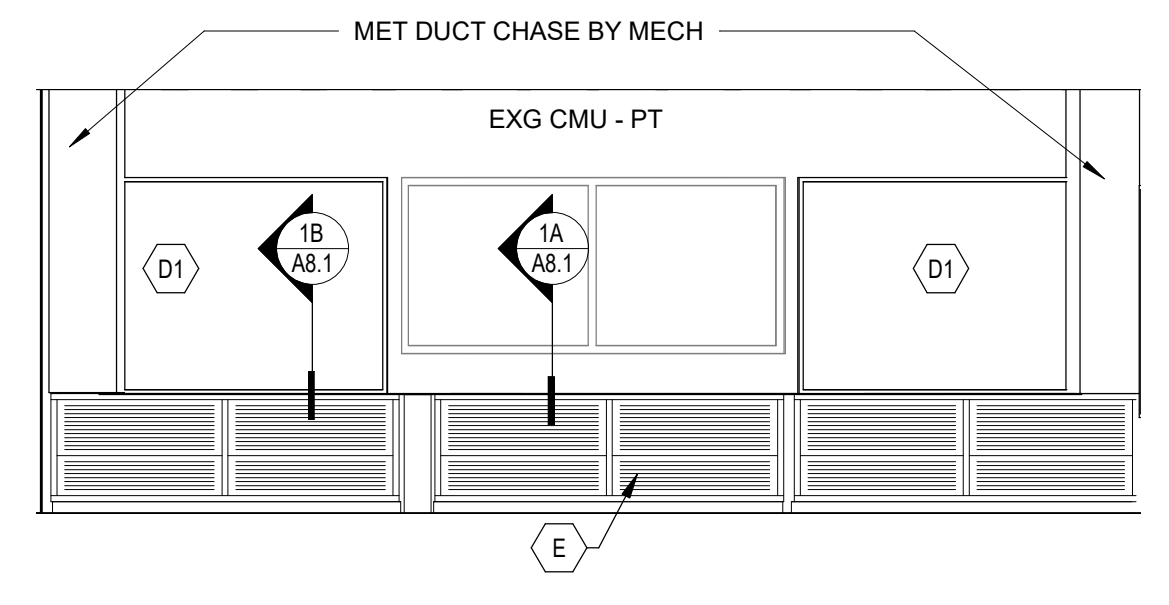 MET DUCT CHASE BY MECH
EXG CMU - PT
1B
A8.1
1A
A8.1
D1
D1
E